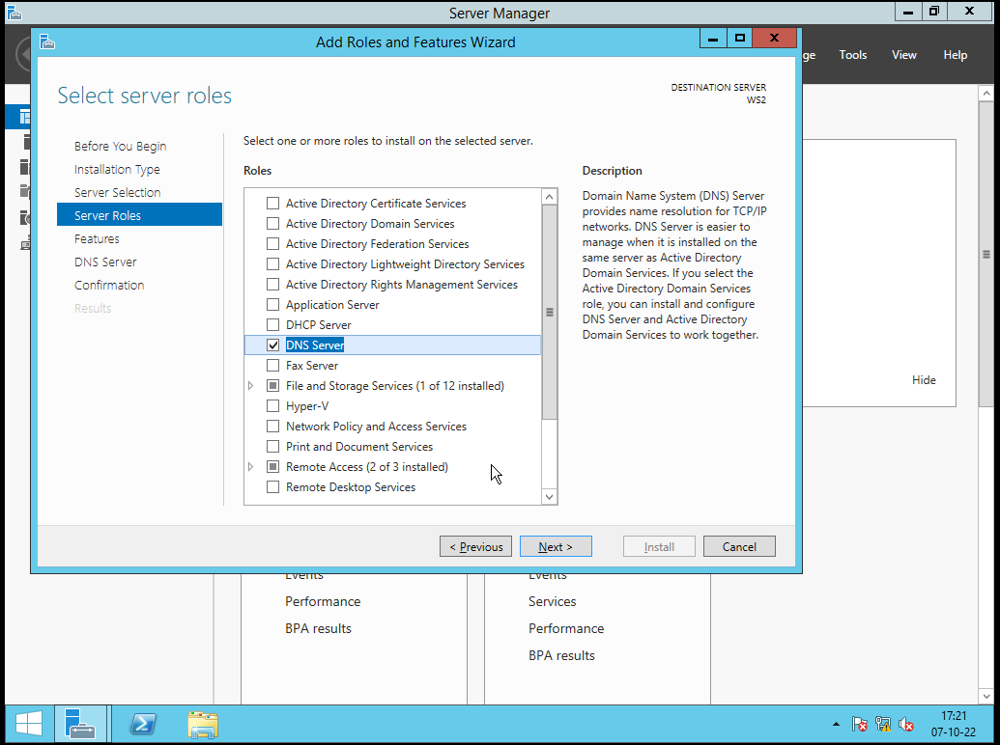 Server Manager
Add Roles and Features Wizard
ge Tools View Help
Select server roles
DESTINATION SERVER
WS2
Before You Begin
Installation Type
Server Selection
Server Roles
Features
DNS Server
Confirmation
Results
Select one or more roles to install on the selected server.
Roles
Active Directory Certificate Services
Active Directory Domain Services
Active Directory Federation Services
Active Directory Lightweight Directory Services
Active Directory Rights Management Services
Application Server
DHCP Server
DNS Server
Fax Server
File and Storage Services (1 of 12 installed)
Hyper-V
Network Policy and Access Services
Print and Document Services
Remote Access (2 of 3 installed)
Remote Desktop Services
Description
Domain Name System (DNS) Server
provides name resolution for TCP/IP
networks. DNS Server is easier to
manage when it is installed on the
same server as Active Directory
Domain Services. If you select the
Active Directory Domain Services
role, you can install and configure
DNS Server and Active Directory
Domain Services to work together.
Hide
< Previous Next > Install Cancel
Events
Performance
BPA results
Events
Services
Performance
BPA results
17:21
07-10-22